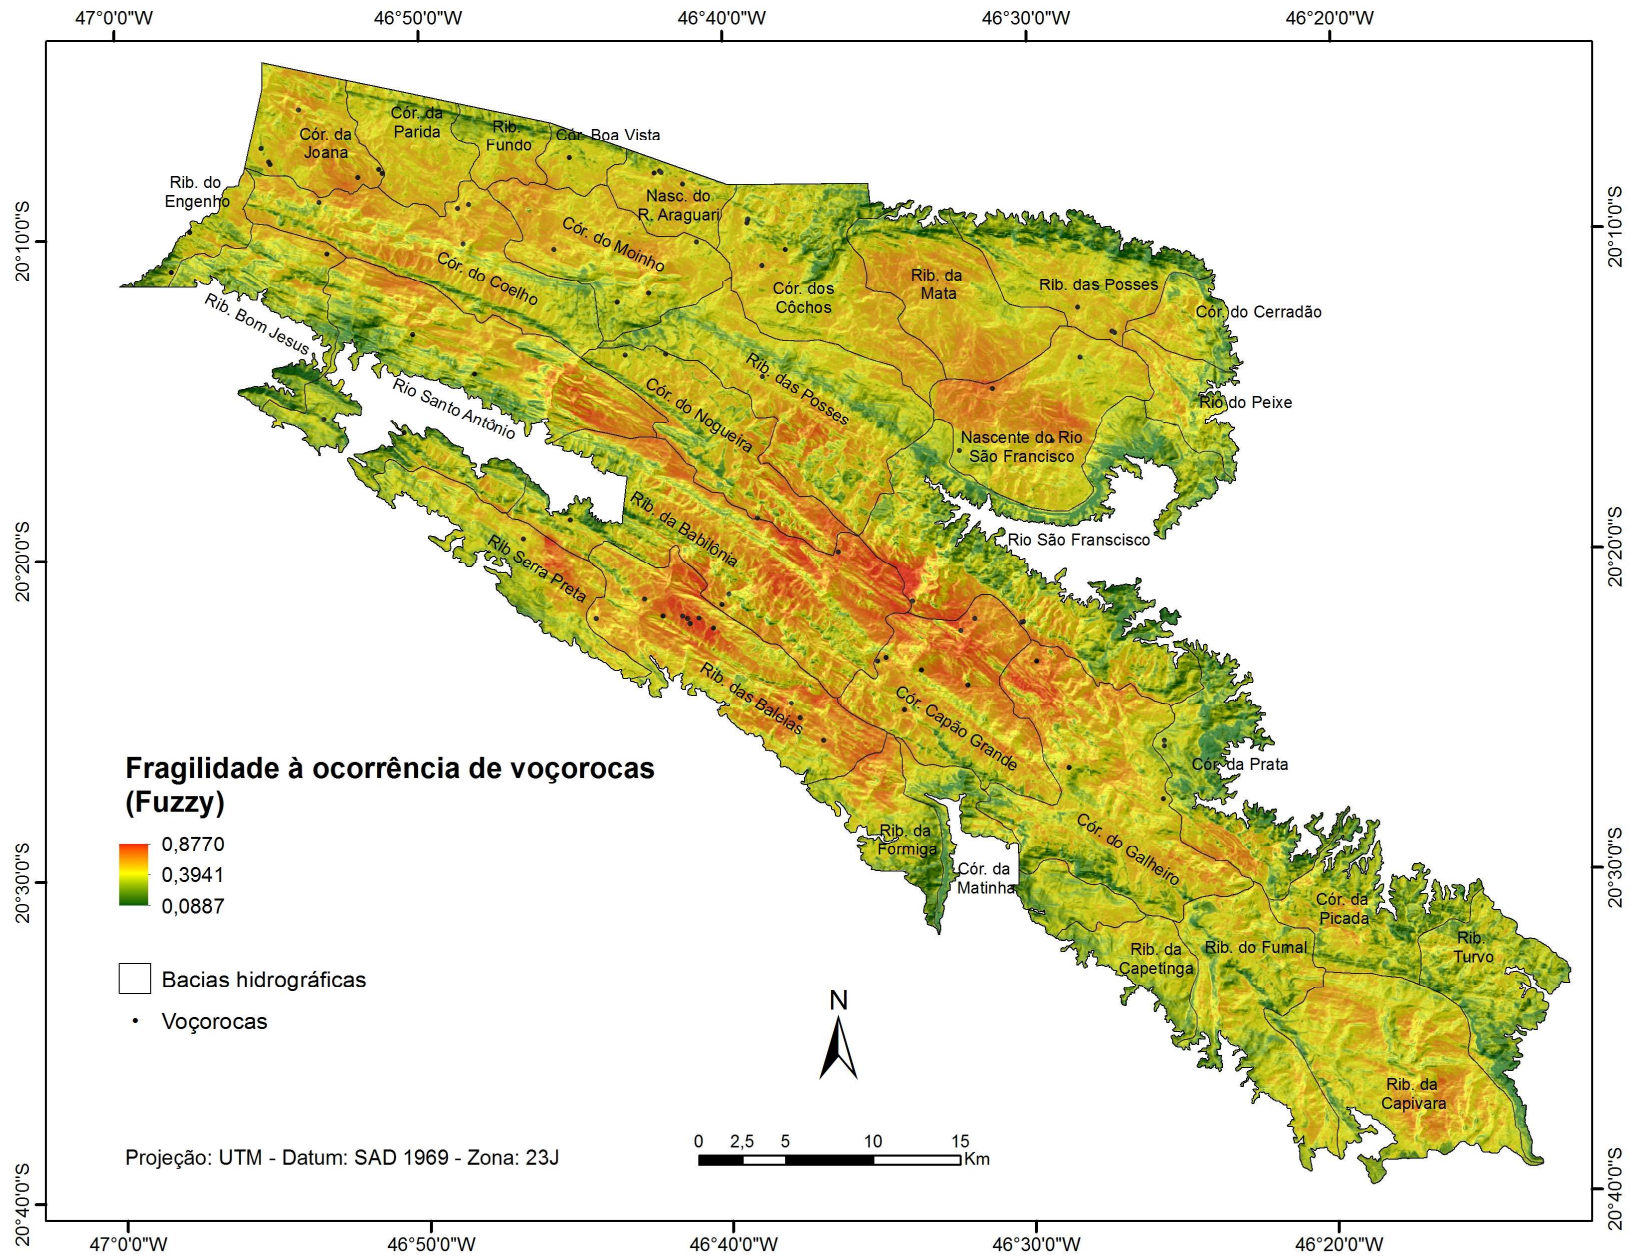 47°0'0"W
46°50'0"W
46°40'0"W
46°30'0"W
46°20'0"W
Cór. da
Parida
Rib.
Fundo
Cór. Boa Vista
Cór. da
Joana
Rib. do
Engenho
Nasc. do
R. Araguari
20°10'0"S
20°10'0"S
Cór. do Moinho
Cór. do Coelho
Cór. dos
Côchos
Rib. da
Mata
Rib. das Posses
Cór. do Cerradão
Rib. Bom Jesus
Rio Santo Antônio
Cór. do Nogueira
Rib. das Posses
Rio do Peixe
Nascente do Rio
São Francisco
Rib. da Babilônia
Rio São Franscisco
20°20'0"S
20°20'0"S
Rib Serra Preta
Rib. das Baleias
Cór. Capão Grande
Cór. da Prata
Fragilidade à ocorrência de voçorocas
(Fuzzy)
0,8770
0,3941
0,0887
Rib. da
Formiga
Cór. da
Matinha
Cór. do Galheiro
20°30'0"S
20°30'0"S
Cór. da
Picada
Rib.
Turvo
Rib. da
Capetinga
Rib. do Fumal
Bacias hidrográficas
Voçorocas
N
Rib. da
Capivara
Projeção: UTM - Datum: SAD 1969 - Zona: 23J
0 2,5 5 10 15
Km
20°40'0"S
20°40'0"S
47°0'0"W
46°50'0"W
46°40'0"W
46°30'0"W
46°20'0"W